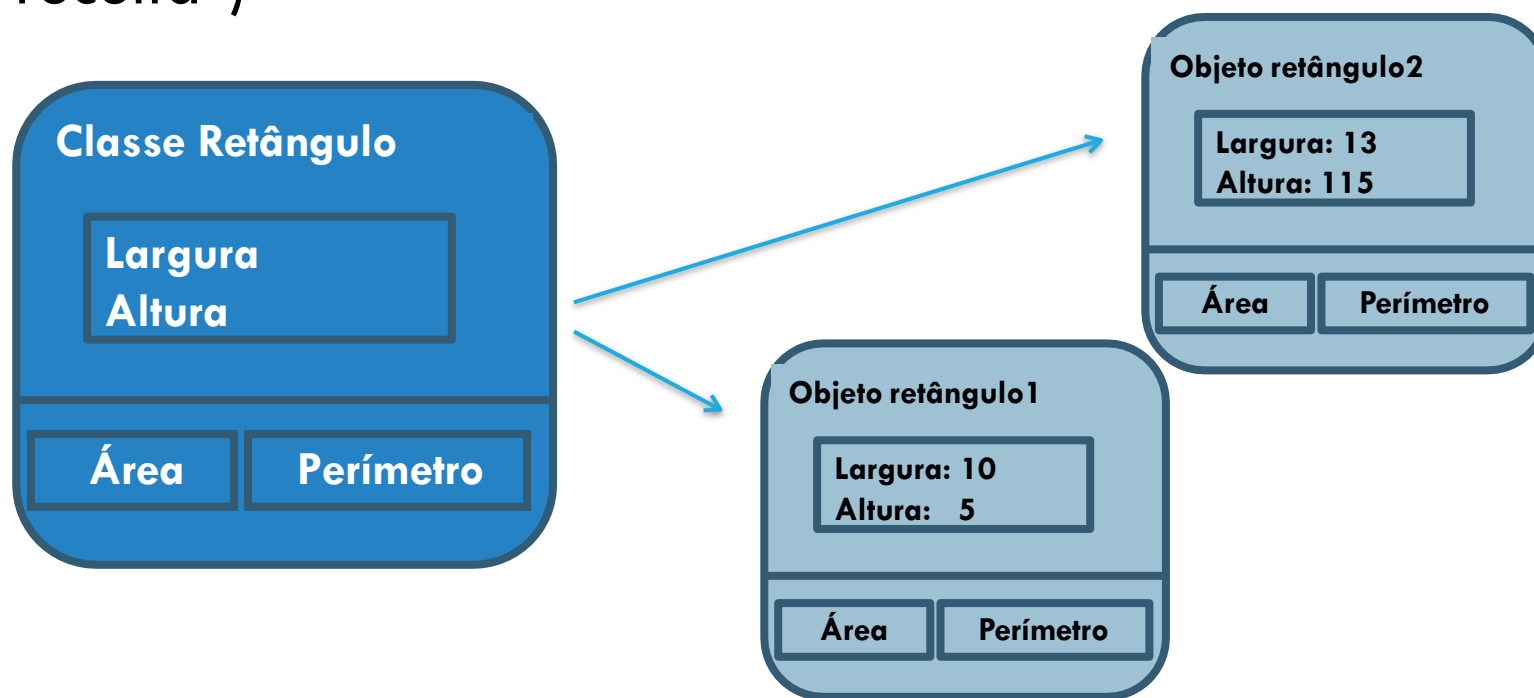 Classe Retângulo
Largura
Altura
Área Perímetro
Objeto retângulo2
Largura: 13
Altura: 115
Área Perímetro
Objeto retângulo1
Largura: 10
Altura: 5
Área Perímetro